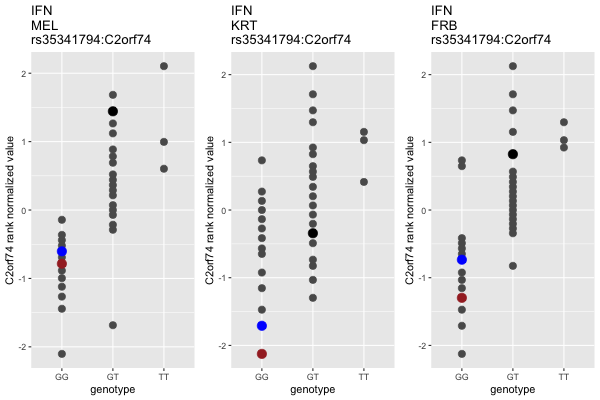 IFN
MEL
rs35341794:C2orf74
C2orf74 rank normalized value
2
1
0
-1
-2
GG GT TT
genotype
IFN
KRT
rs35341794:C2orf74
C2orf74 rank normalized value
2
1
0
-1
-2
GG GT TT
genotype
IFN
FRB
rs35341794:C2orf74
C2orf74 rank normalized value
2
1
0
-1
-2
GG GT TT
genotype